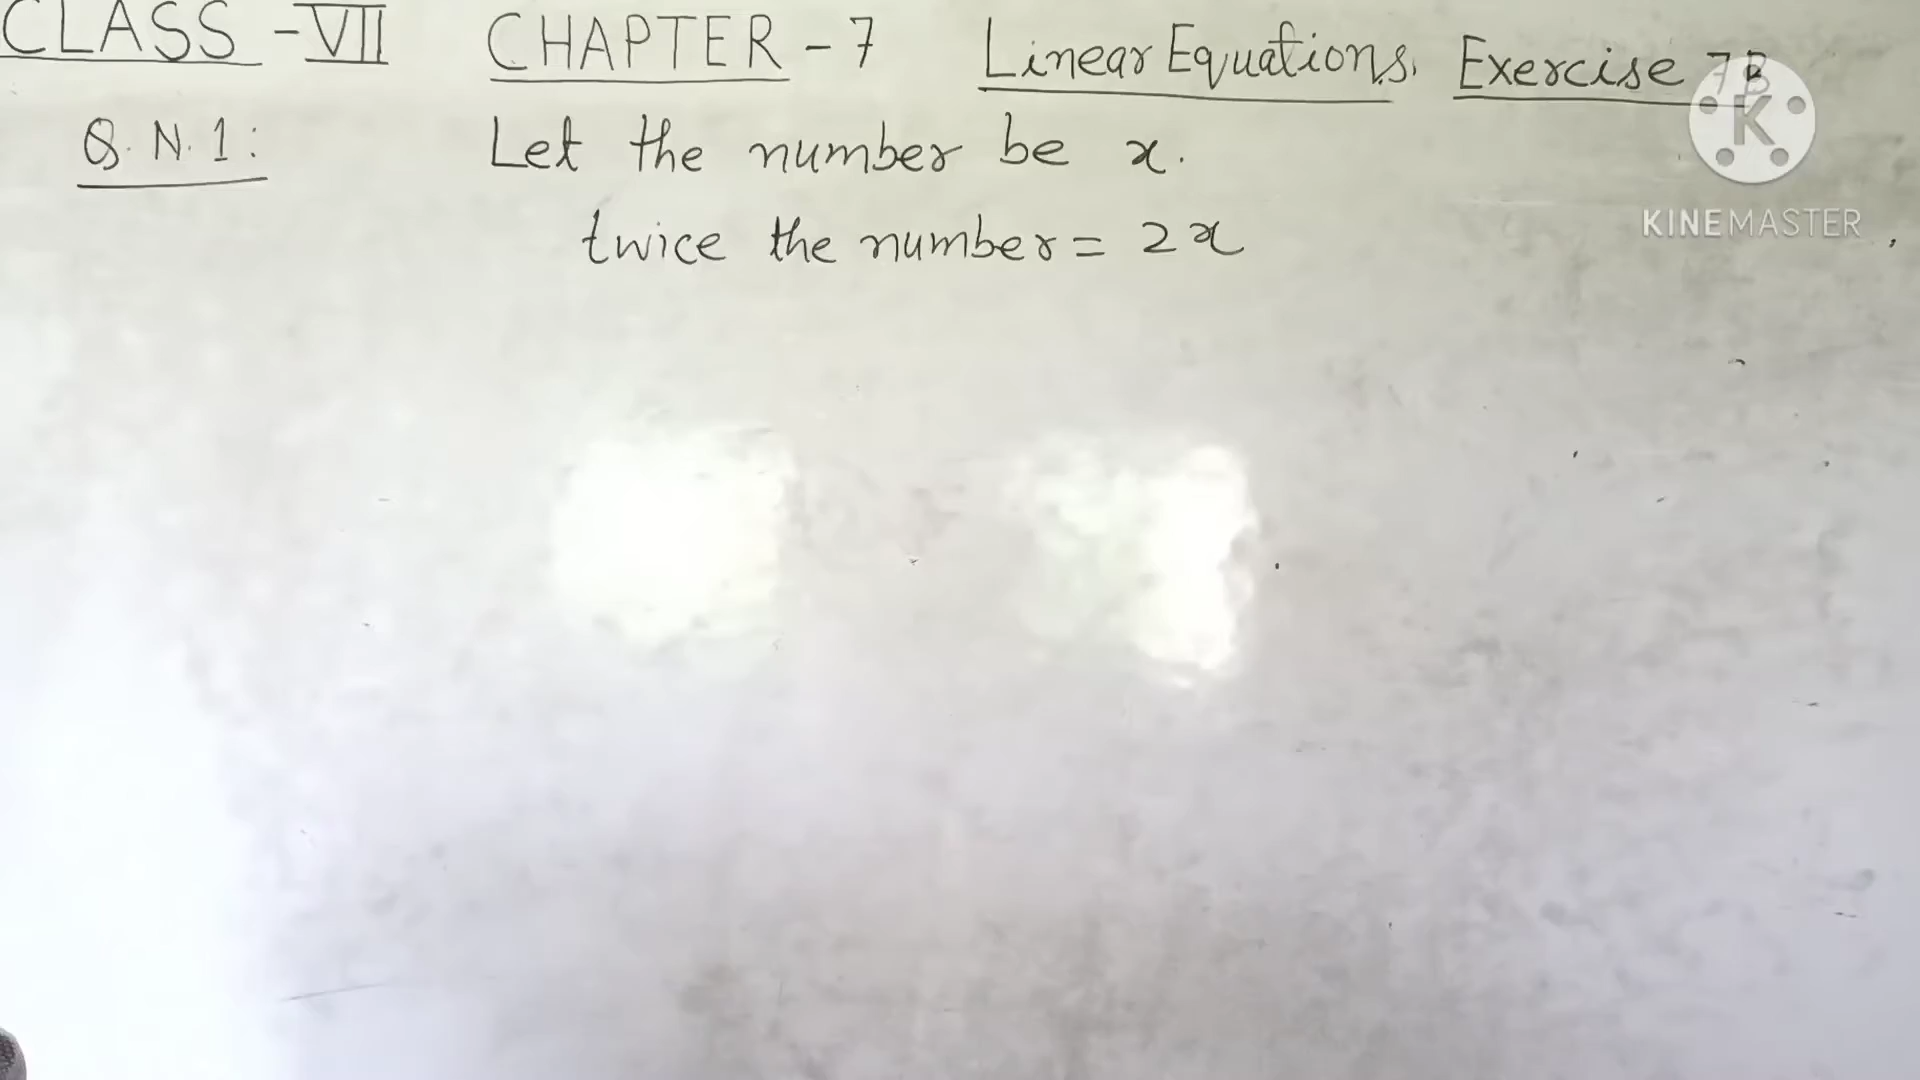 CLASS -VII CHAPTER - 7 Linear Equations. Exercise 7B
Q. N. 1: Let the number be x.
twice the number = 2x
K
KINEMASTER